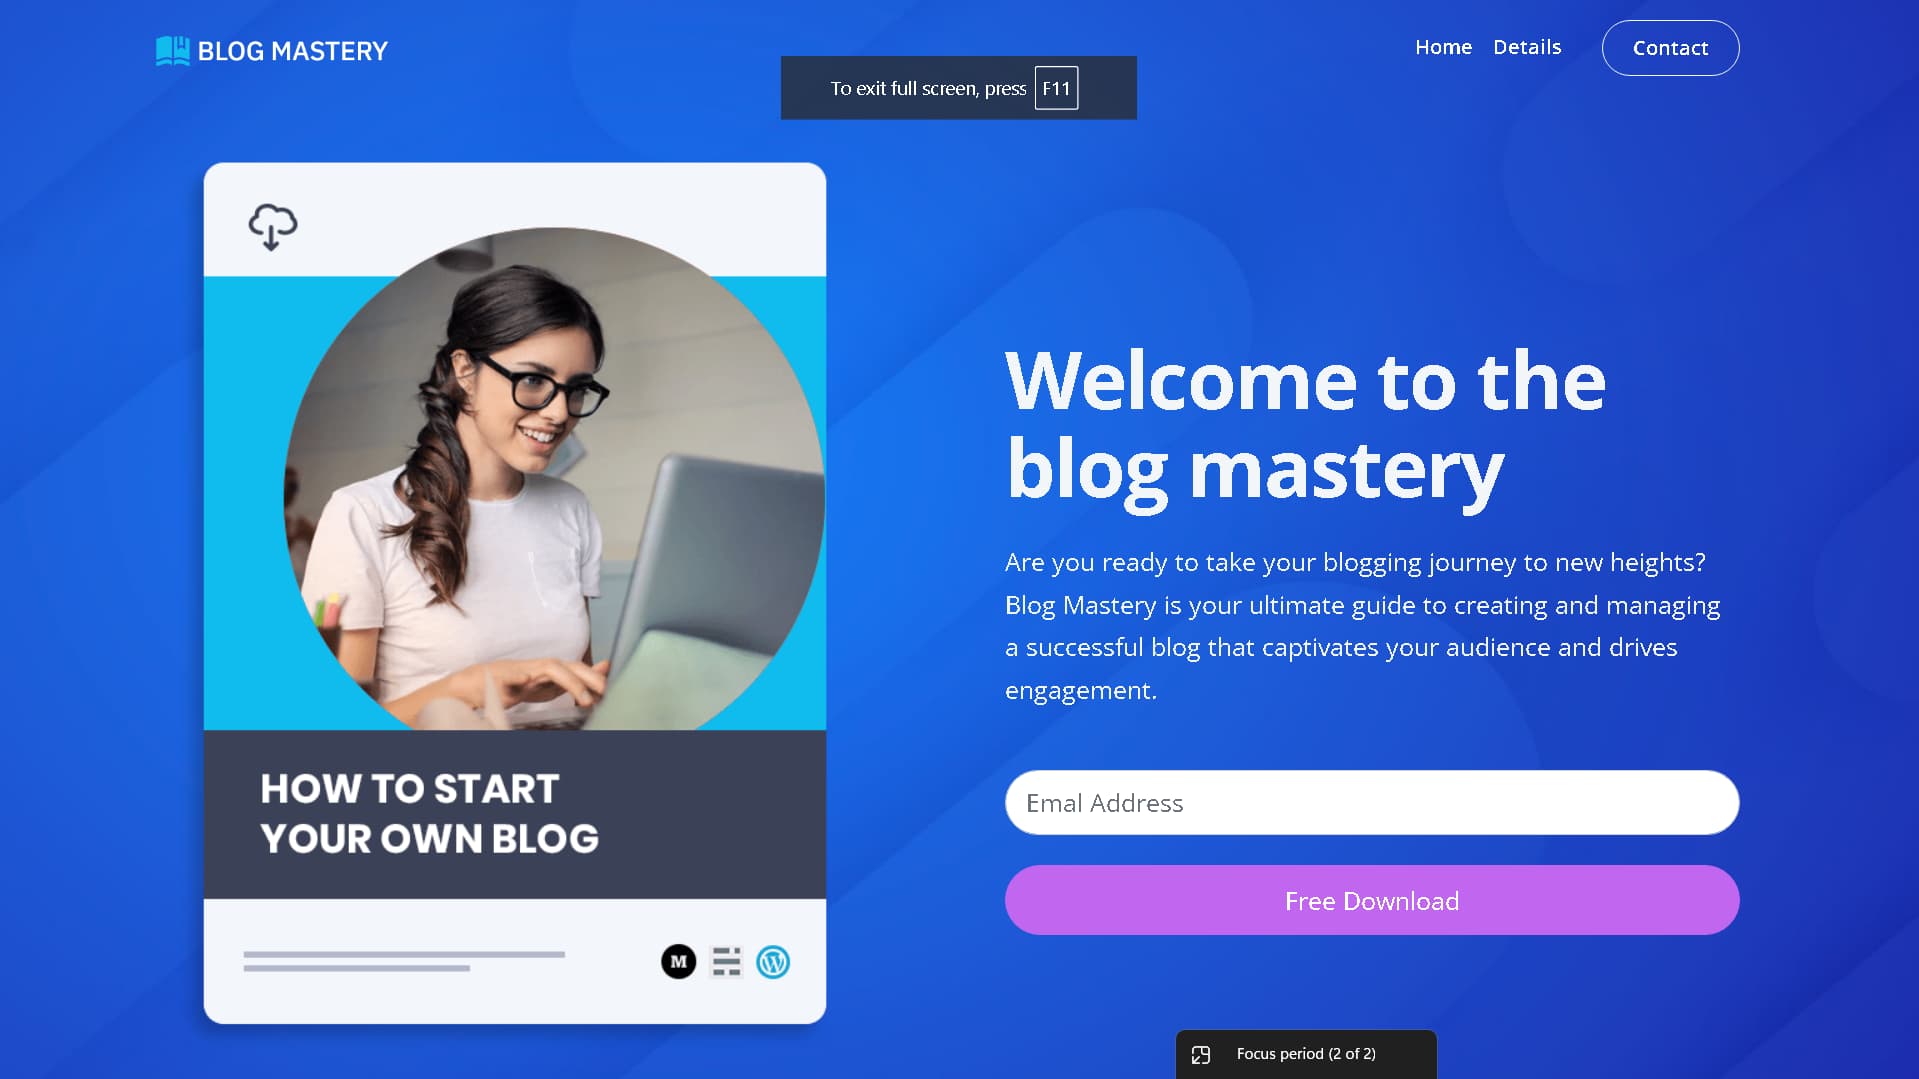 BLOG MASTERY
Home Details Contact
To exit full screen, press F11
Welcome to the
blog mastery
Are you ready to take your blogging journey to new heights?
Blog Mastery is your ultimate guide to creating and managing
a successful blog that captivates your audience and drives
engagement.
Emal Address
Free Download
HOW TO START
YOUR OWN BLOG
M
W
Focus period (2 of 2)